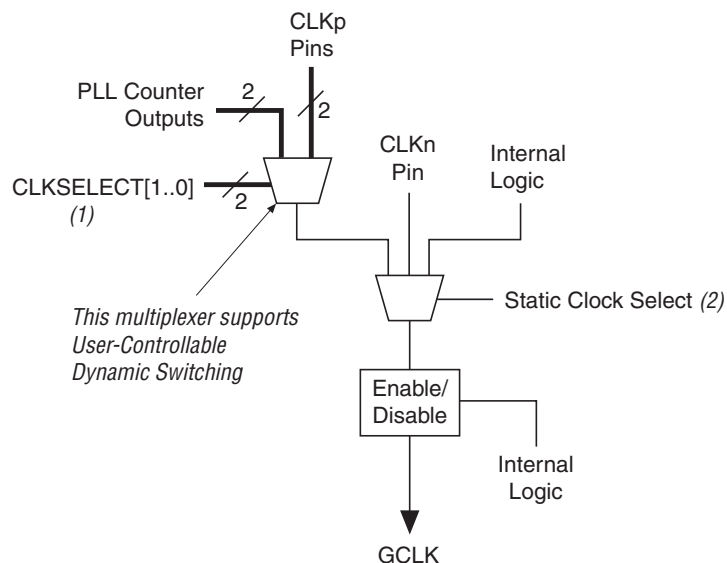 CLKp
Pins
PLL Counter
Outputs
2
2
CLKn
Pin
Internal
Logic
CLKSELECT[1..0]
(1)
2
This multiplexer supports
User-Controllable
Dynamic Switching
Static Clock Select (2)
Enable/
Disable
Internal
Logic
GCLK